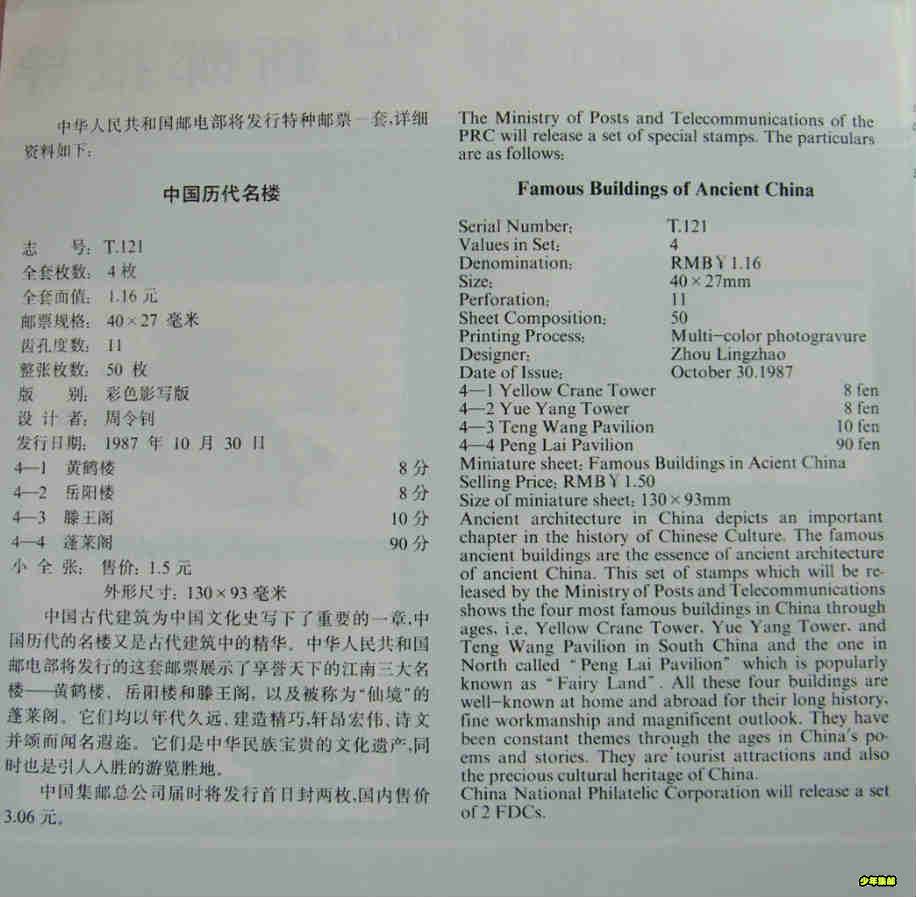 中华人民共和国邮电部将发行特种邮票一套,详细
资料如下:
中国历代名楼
志 号: T.121
全套枚数: 4 枚
全套面值: 1.16 元
邮票规格: 40×27 毫米
齿孔度数: 11
整张枚数: 50 枚
版 别: 彩色影写版
设 计 者: 周令钊
发行日期: 1987 年 10 月 30 日
4—1 黄鹤楼 8 分
4—2 岳阳楼 8 分
4—3 滕王阁 10 分
4—4 蓬莱阁 90 分
小 全 张: 售价: 1.5 元
外形尺寸: 130×93 毫米
中国古代建筑为中国文化史写下了重要的一章,中
国历代的名楼又是古代建筑中的精华。中华人民共和国
邮电部将发行的这套邮票展示了享誉天下的江南三大名
楼——黄鹤楼、岳阳楼和滕王阁,以及被称为“仙境”的
蓬莱阁。它们均以年代久远、建造精巧,轩昂宏伟、诗文
并颂而闻名遐迩。它们是中华民族宝贵的文化遗产,同
时也是引人入胜的游览胜地。
中国集邮总公司届时将发行首日封两枚,国内售价
3.06 元。
The Ministry of Posts and Telecommunications of the
PRC will release a set of special stamps. The particulars
are as follows:
Famous Buildings of Ancient China
Serial Number: T.121
Values in Set: 4
Denomination: RMB¥ 1.16
Size: 40×27mm
Perforation: 11
Sheet Composition: 50
Printing Process: Multi-color photogravure
Designer: Zhou Lingzhao
Date of Issue: October 30.1987
4—1 Yellow Crane Tower 8 fen
4—2 Yue Yang Tower 8 fen
4—3 Teng Wang Pavilion 10 fen
4—4 Peng Lai Pavilion 90 fen
Miniature sheet: Famous Buildings in Acient China
Selling Price: RMB¥ 1.50
Size of miniature sheet: 130×93mm
Ancient architecture in China depicts an important
chapter in the history of Chinese Culture. The famous
ancient buildings are the essence of ancient architecture
of ancient China. This set of stamps which will be re-
leased by the Ministry of Posts and Telecommunications
shows the four most famous buildings in China through
ages, i.e. Yellow Crane Tower, Yue Yang Tower, and
Teng Wang Pavilion in South China and the one in
North called “Peng Lai Pavilion” which is popularly
known as “Fairy Land”. All these four buildings are
well-known at home and abroad for their long history,
fine workmanship and magnificent outlook. They have
been constant themes through the ages in China's po-
ems and stories. They are tourist attractions and also
the precious cultural heritage of China.
China National Philatelic Corporation will release a set
of 2 FDCs.
少年集邮